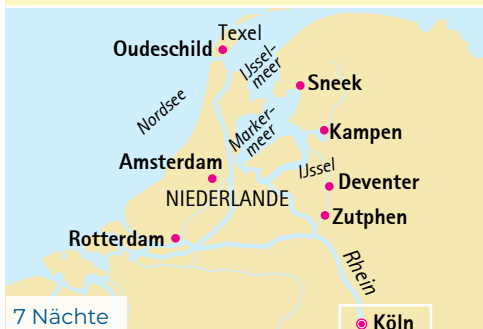 Texel
Oudeschild
IJssel-
meer
Sneek
Nordsee
Marker-
meer
Kampen
Amsterdam
IJssel
Deventer
NIEDERLANDE
Zutphen
Rotterdam
Rhein
7 Nächte
Köln